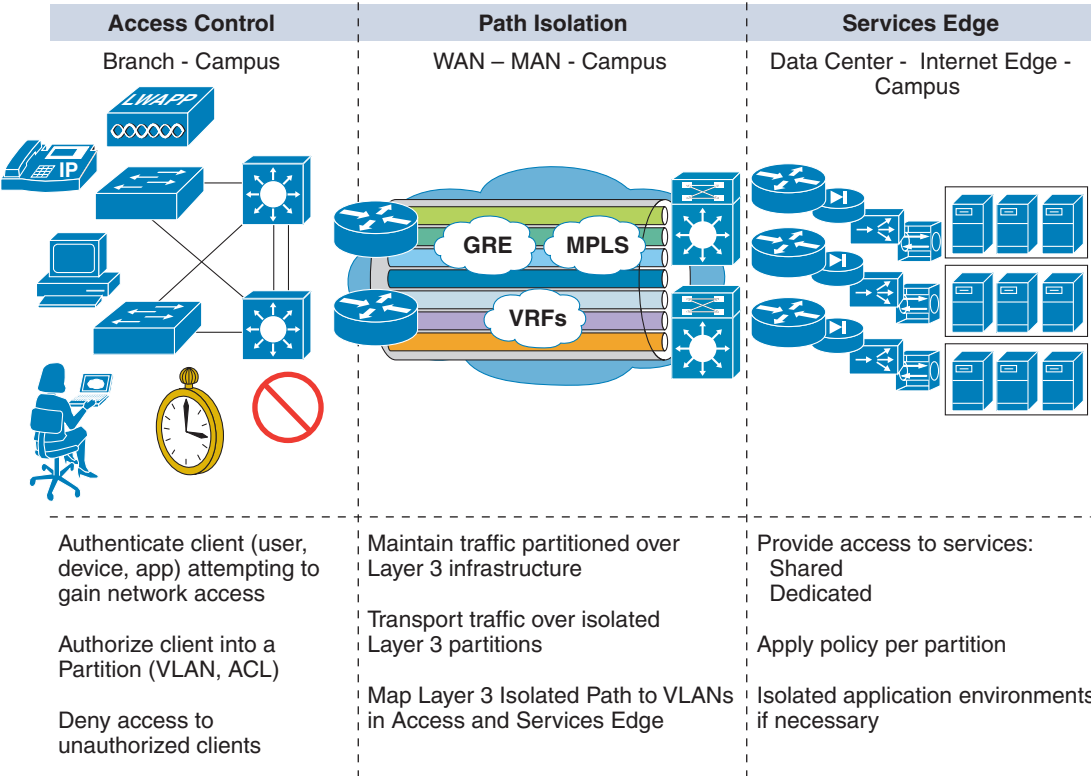 Access Control
Branch - Campus
LWAPP
IP
Authenticate client (user,
device, app) attempting to
gain network access
Authorize client into a
Partition (VLAN, ACL)
Deny access to
unauthorized clients
Path Isolation
WAN – MAN - Campus
GRE
MPLS
VRFs
Maintain traffic partitioned over
Layer 3 infrastructure
Transport traffic over isolated
Layer 3 partitions
Map Layer 3 Isolated Path to VLANs
in Access and Services Edge
Services Edge
Data Center - Internet Edge -
Campus
Provide access to services:
Shared
Dedicated
Apply policy per partition
Isolated application environments
if necessary